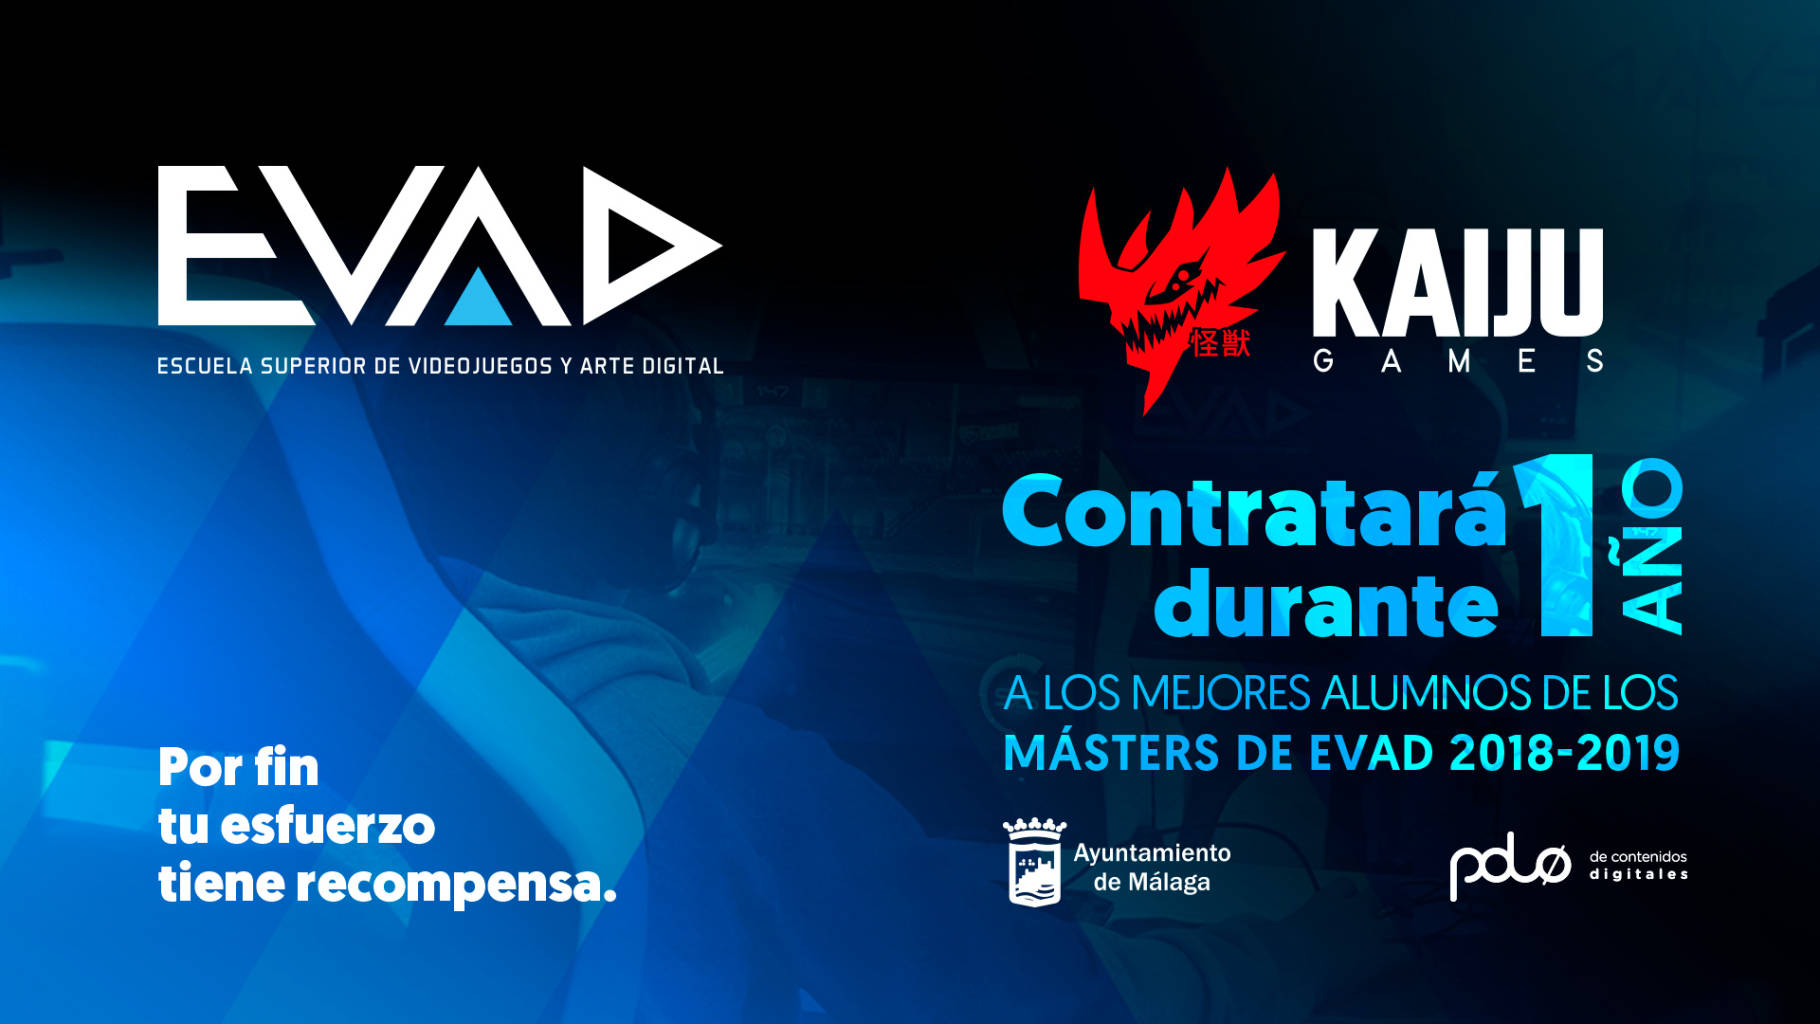 EVAD
ESCUELA SUPERIOR DE VIDEOJUEGOS Y ARTE DIGITAL
怪獣
KAIJU
GAMES
Contratará
durante
1 AÑO
A LOS MEJORES ALUMNOS DE LOS
MÁSTERS DE EVAD 2018-2019
Por fin
tu esfuerzo
tiene recompensa.
Ayuntamiento
de Málaga
polo
de contenidos
digitales